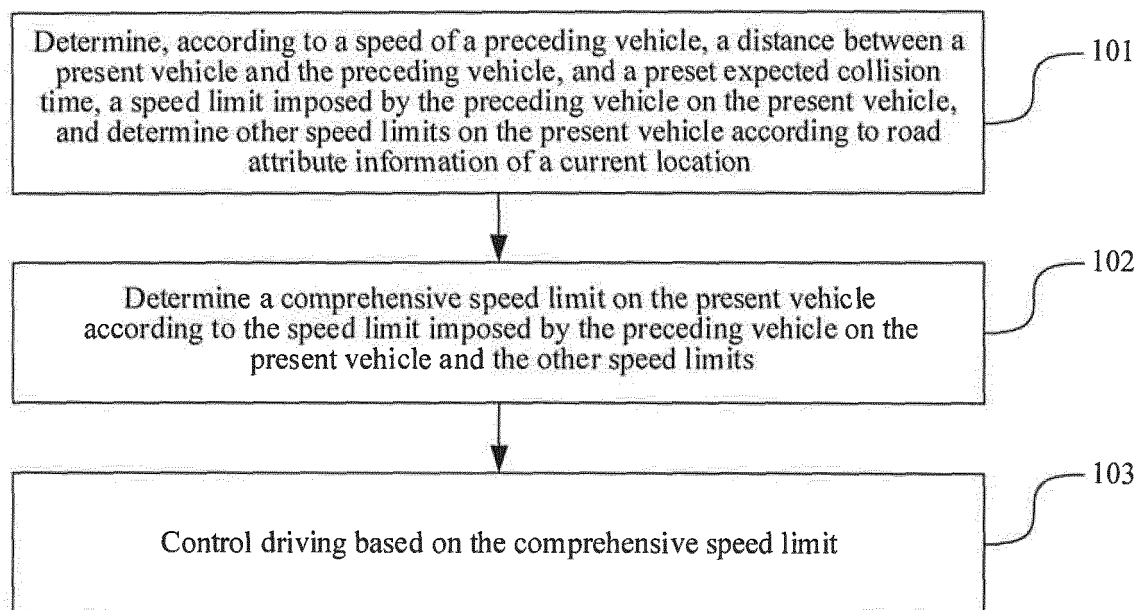 Determine, according to a speed of a preceding vehicle, a distance between a
present vehicle and the preceding vehicle, and a preset expected collision
time, a speed limit imposed by the preceding vehicle on the present vehicle,
and determine other speed limits on the present vehicle according to road
attribute information of a current location
101
Determine a comprehensive speed limit on the present vehicle
according to the speed limit imposed by the preceding vehicle on the
present vehicle and the other speed limits
102
Control driving based on the comprehensive speed limit
103